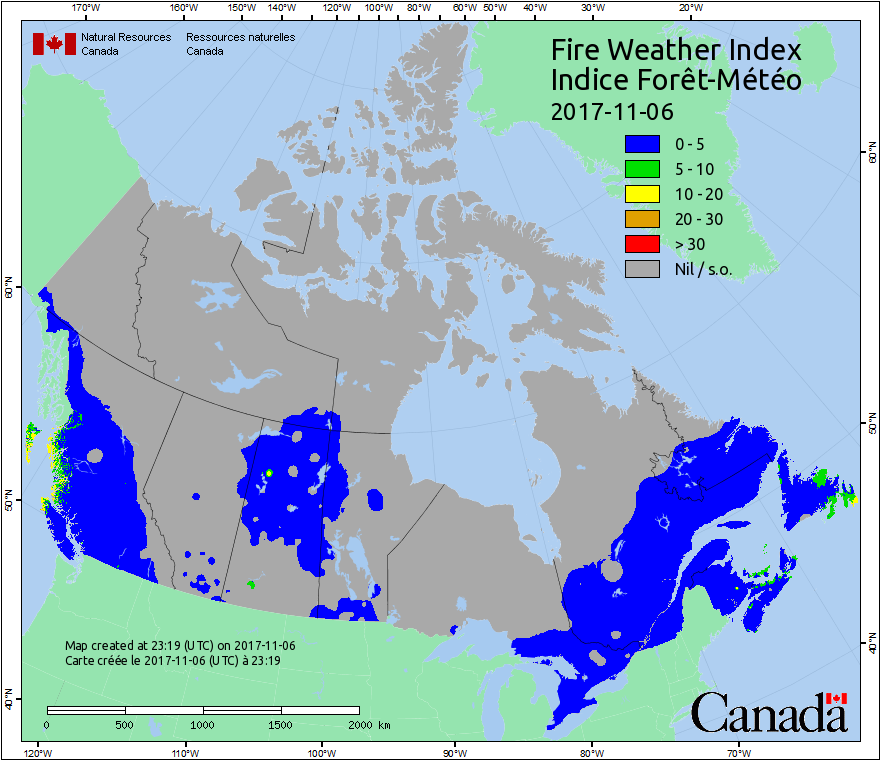 170°W 160°W 150°W 140°W 130°W 120°W 110°W 100°W 90°W 80°W 60°W 50°W 40°W 30°W 20°W
Natural Resources Ressources naturelles
Canada Canada
Fire Weather Index
Indice Forêt-Météo
2017-11-06
0 - 5
5 - 10
10 - 20
20 - 30
> 30
Nil / s.o.
60°N
60°N
50°N
50°N
40°N
40°N
Map created at 23:19 (UTC) on 2017-11-06
Carte créée le 2017-11-06 (UTC) à 23:19
0 500 1000 1500 2000 km
Canada
120°W 110°W 100°W 90°W 80°W 70°W